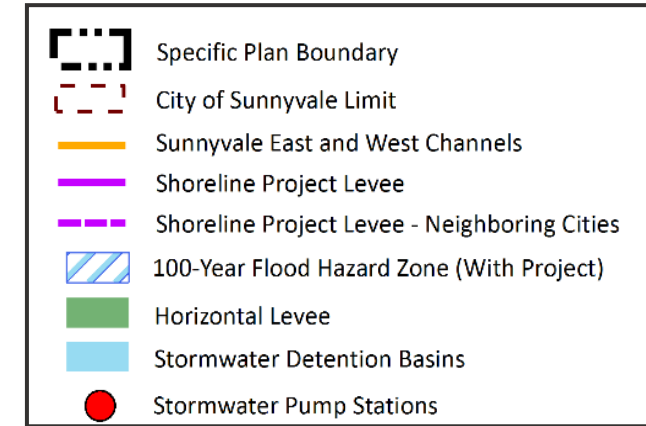 Specific Plan Boundary
City of Sunnyvale Limit
Sunnyvale East and West Channels
Shoreline Project Levee
Shoreline Project Levee - Neighboring Cities
100-Year Flood Hazard Zone (With Project)
Horizontal Levee
Stormwater Detention Basins
Stormwater Pump Stations